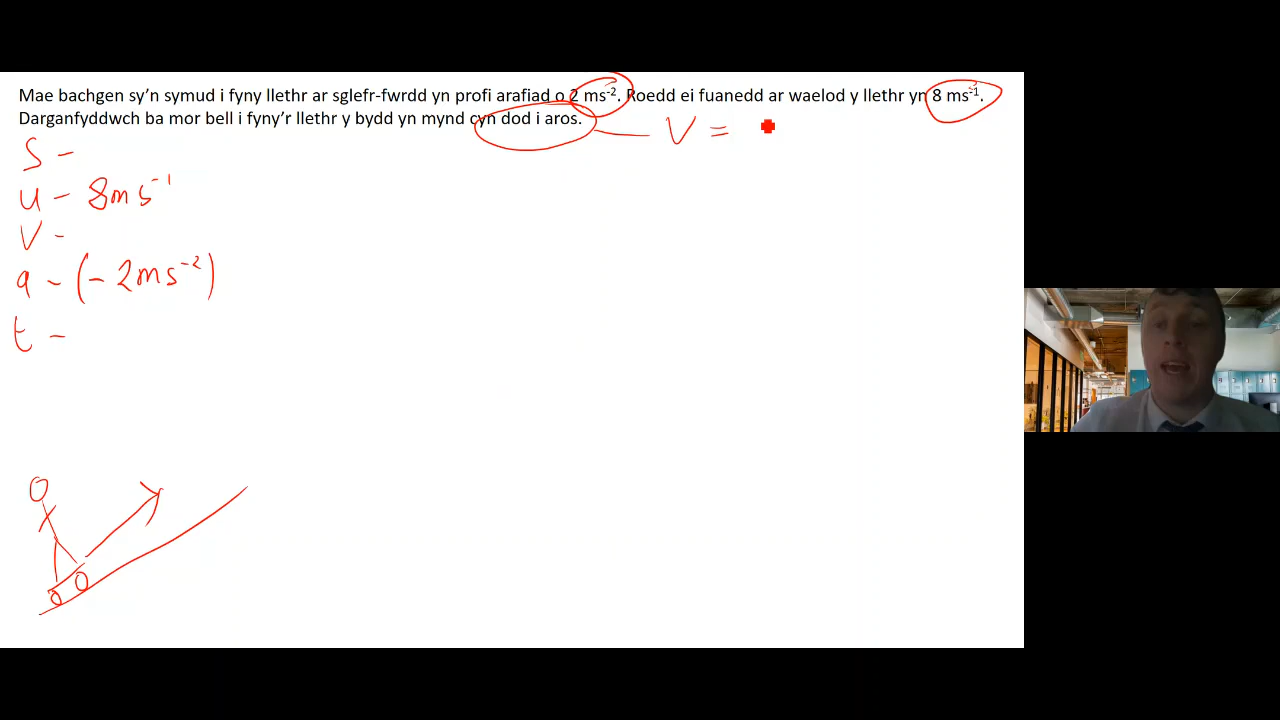 Mae bachgen sy'n symud i fyny llethr ar sglefr-fwrdd yn profi arafiad o 2 ms⁻². Roedd ei fuanedd ar waelod y llethr yn 8 ms⁻¹.
Darganfyddwch ba mor bell i fyny'r llethr y bydd yn mynd cyn dod i aros.
V =
S -
u - 8ms⁻¹
V -
a - (-2ms⁻²)
t -